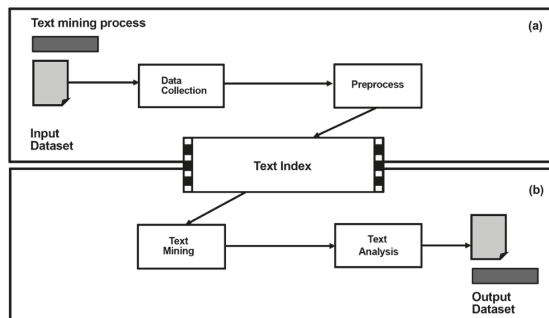 Text mining process
(a)
Data
Collection
Preprocess
Input
Dataset
Text Index
(b)
Text
Mining
Text
Analysis
Output
Dataset